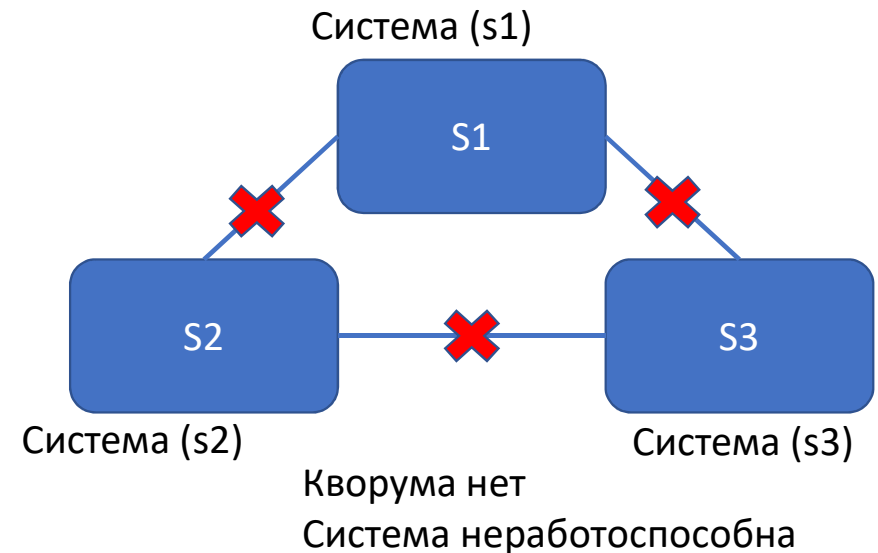 Система (s1)
S1
S2
S3
Система (s2)
Система (s3)
Кворума нет
Система неработоспособна